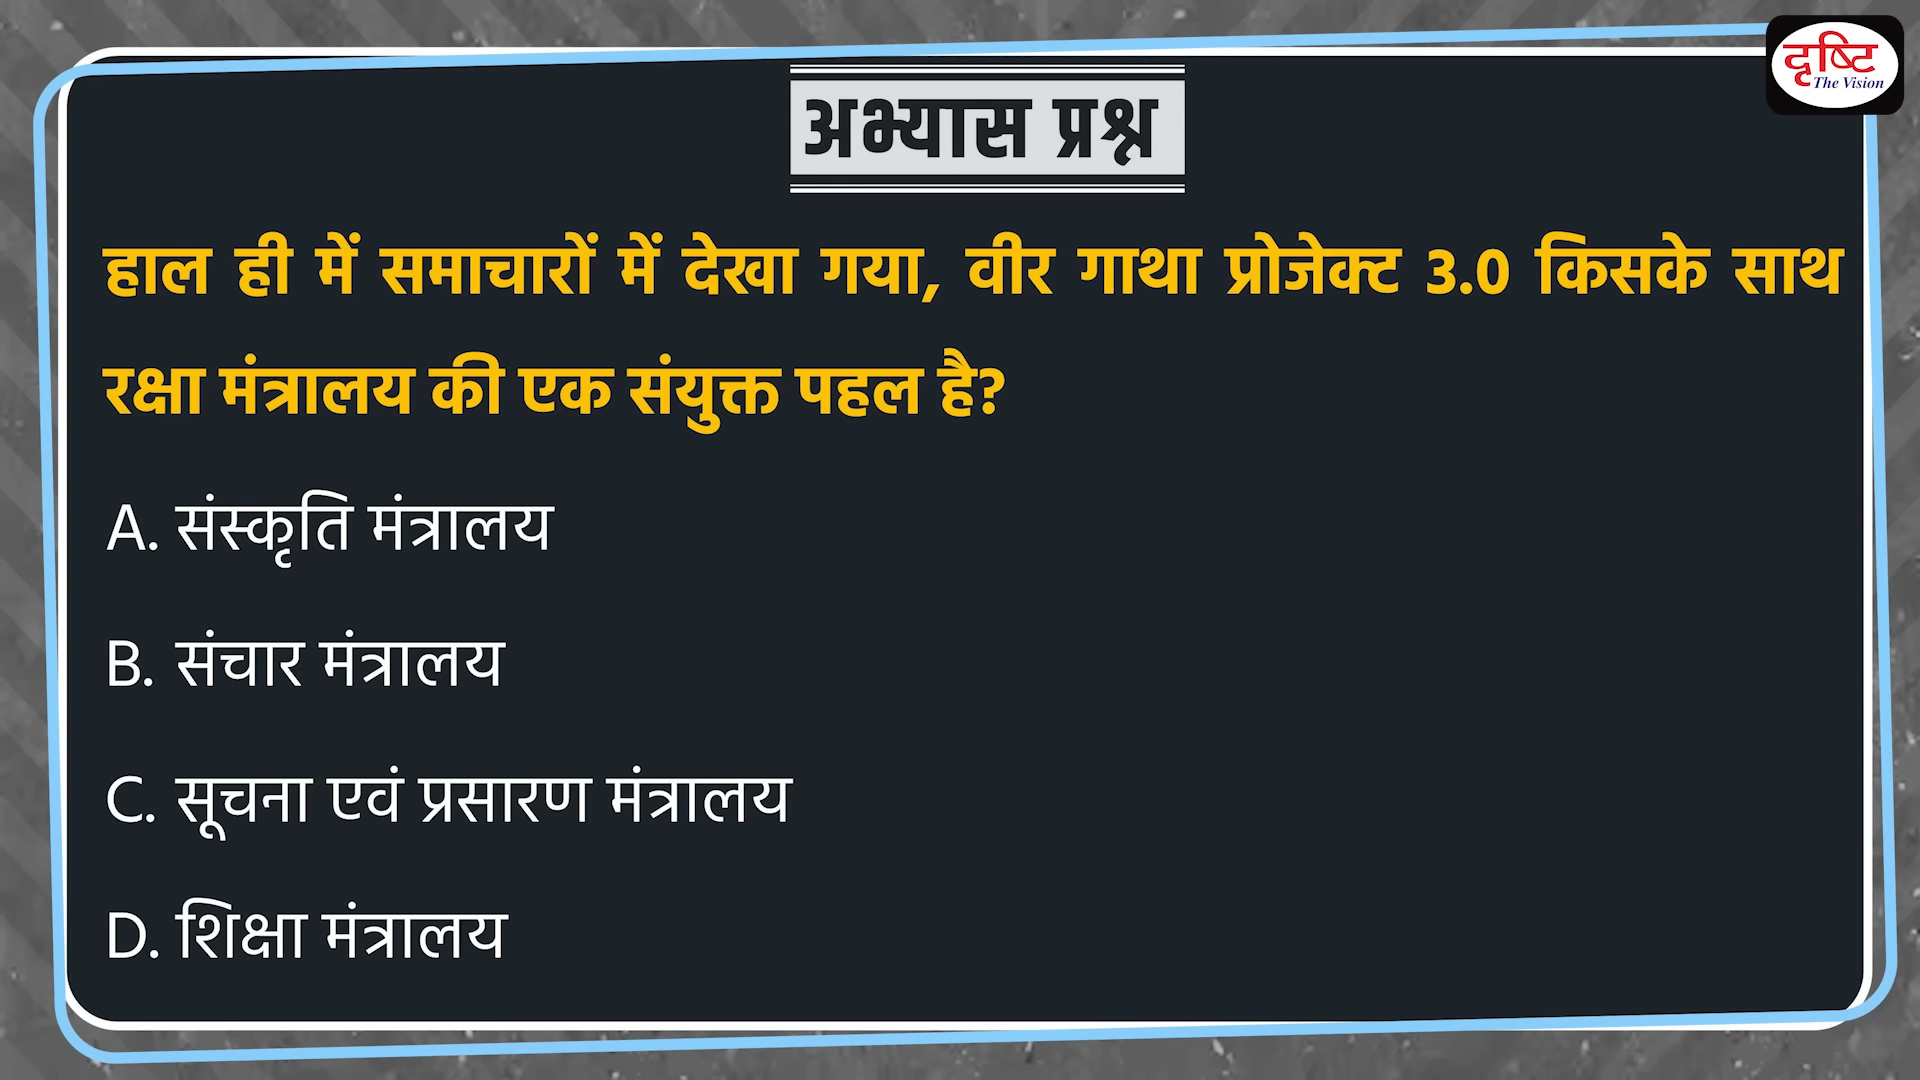 दृष्टि
The Vision
अभ्यास प्रश्न
हाल ही में समाचारों में देखा गया, वीर गाथा प्रोजेक्ट 3.0 किसके साथ
रक्षा मंत्रालय की एक संयुक्त पहल है?
A. संस्कृति मंत्रालय
B. संचार मंत्रालय
C. सूचना एवं प्रसारण मंत्रालय
D. शिक्षा मंत्रालय